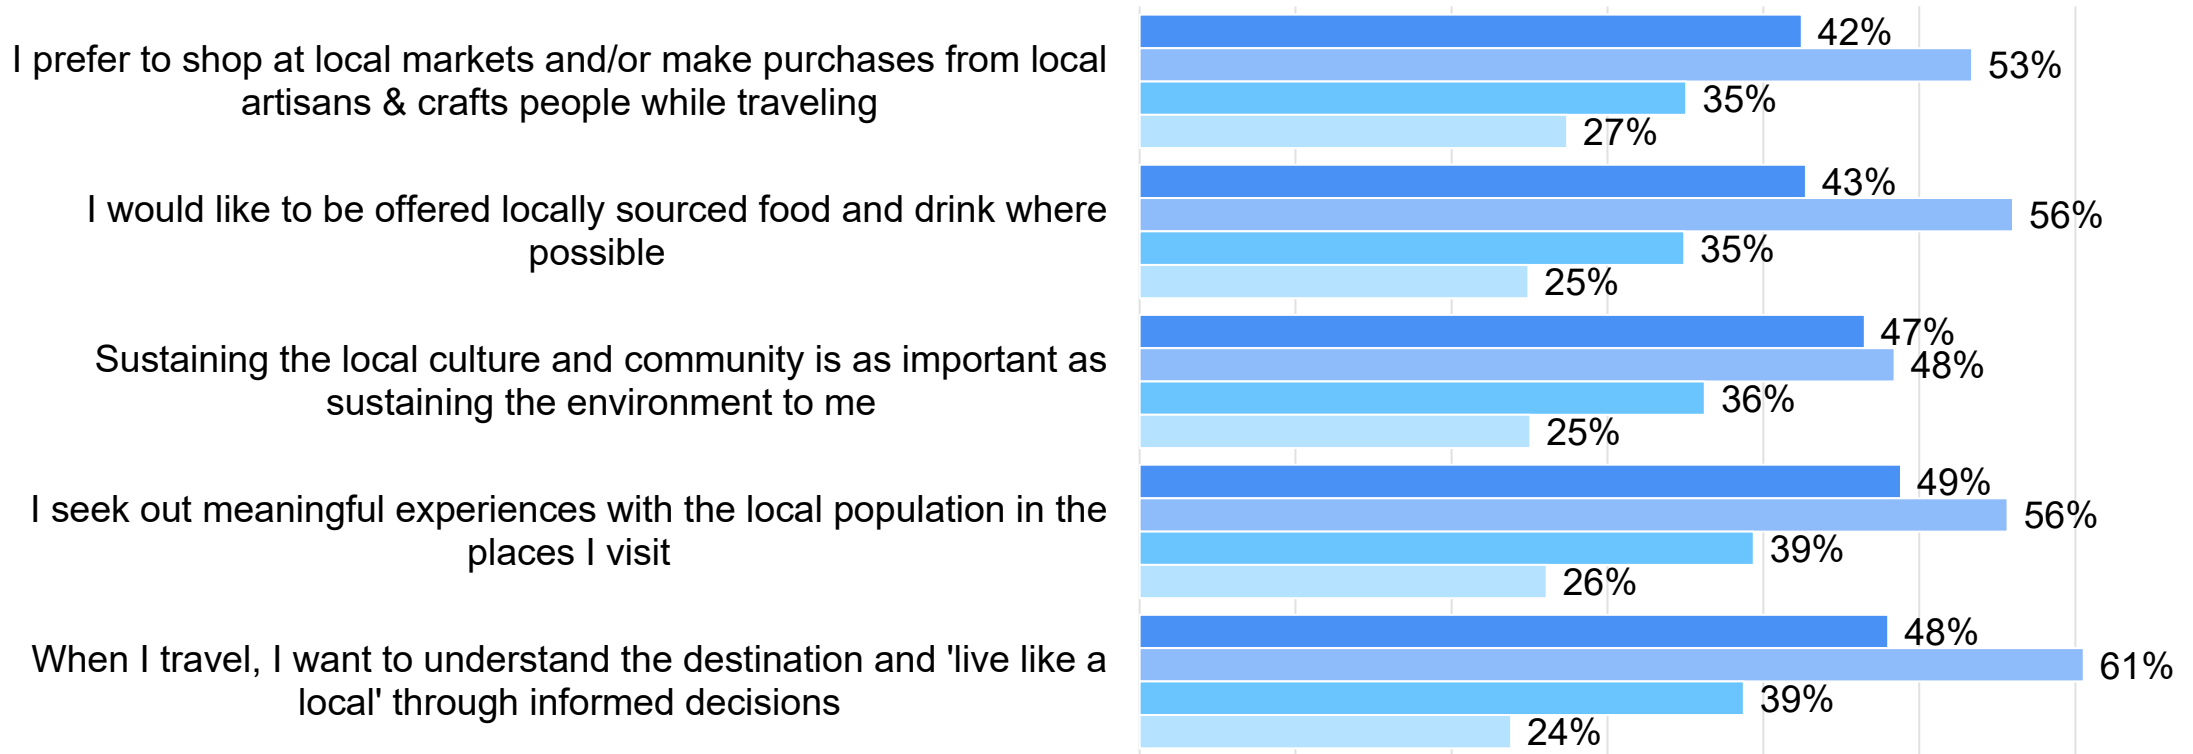 I prefer to shop at local markets and/or make purchases from local
artisans & crafts people while traveling
42%
53%
35%
27%
I would like to be offered locally sourced food and drink where
possible
43%
56%
35%
25%
Sustaining the local culture and community is as important as
sustaining the environment to me
47%
48%
36%
25%
I seek out meaningful experiences with the local population in the
places I visit
49%
56%
39%
26%
When I travel, I want to understand the destination and 'live like a
local' through informed decisions
48%
61%
39%
24%